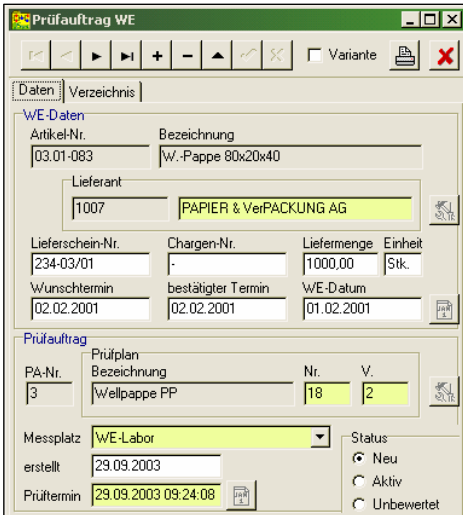 Prüfauftrag WE
Variante
Daten Verzeichnis
WE-Daten
Artikel-Nr. Bezeichnung
03.01-083 W.-Pappe 80x20x40
Lieferant
1007 PAPIER & VerPACKUNG AG
Lieferschein-Nr. Chargen-Nr. Liefermenge Einheit
234-03/01 - 1000,00 Stk.
Wunschtermin bestätigter Termin WE-Datum
02.02.2001 02.02.2001 01.02.2001
JAN
1
Prüfauftrag
Prüfplan
PA-Nr. Bezeichnung Nr. V.
3 Wellpappe PP 18 2
Messplatz WE-Labor Status
Neu
erstellt 29.09.2003
Aktiv
Prüftermin 29.09.2003 09:24:08
Unbewertet